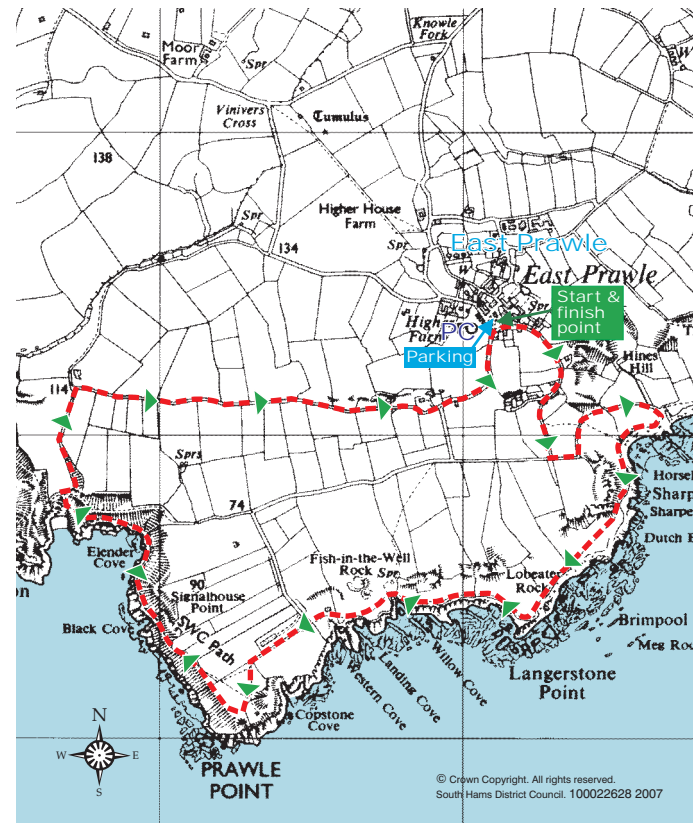 Knowle
Fork
Moor
Farm
Spr
W
Vinivers
Cross
Tumulus
138
Higher House
Farm
Spr
Spr
134
East Prawle
W
East Prawle
Spr
Start &
finish
point
High
Farm
PC
Parking
Hines
Hill
114
Sprs
74
Horse
Sharp
Sharpe
Dutch
Elender
Cove
on
Fish-in-the-Well
Rock
Spr
Lobeater
Rock
90
Signalhouse
Point
SWC Path
Black Cove
Brimpool
Meg Roc
Willow Cove
Landing Cove
Western Cove
Langerstone
Point
Copstone
Cove
N
W
E
S
PRAWLE
POINT
© Crown Copyright. All rights reserved.
South Hams District Council. 100022628 2007